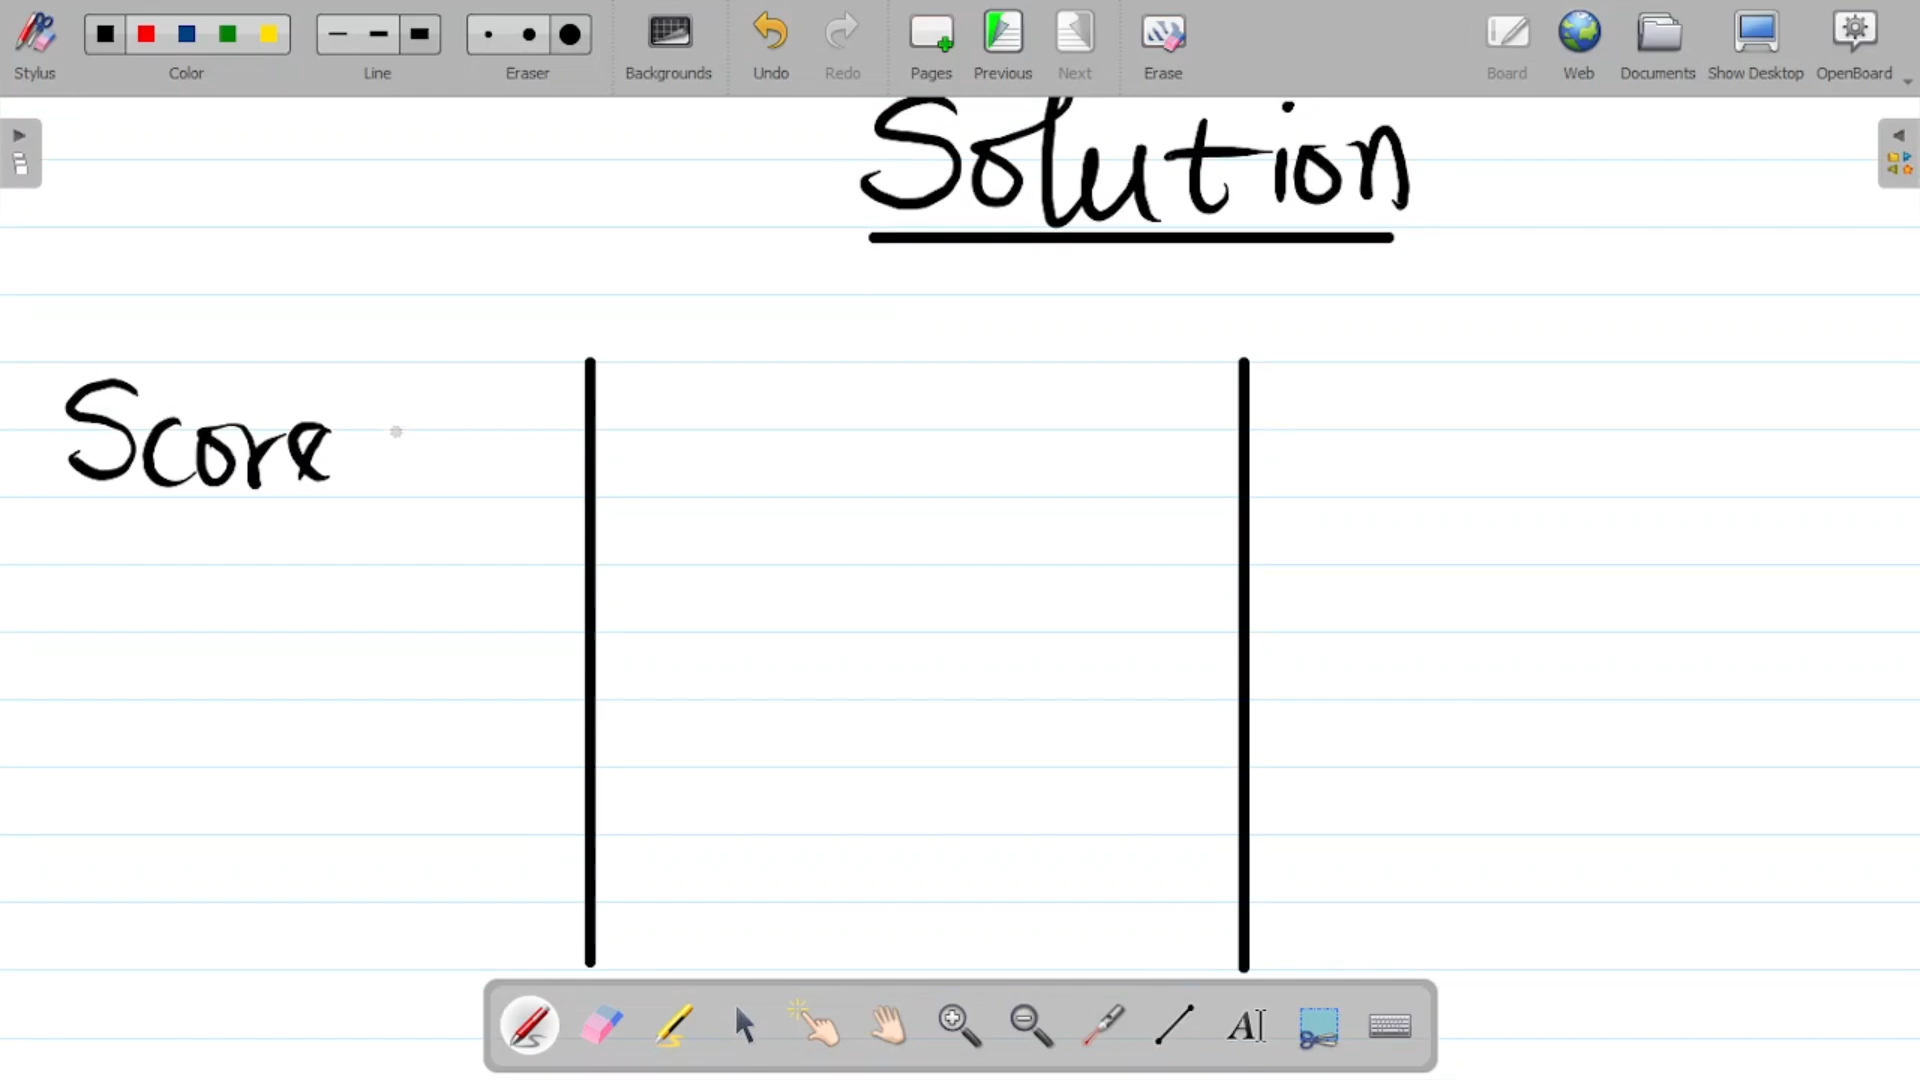 Stylus Color Line Eraser Backgrounds Undo Redo Pages Previous Next Erase Board Web Documents Show Desktop OpenBoard
Solution
Score
AI